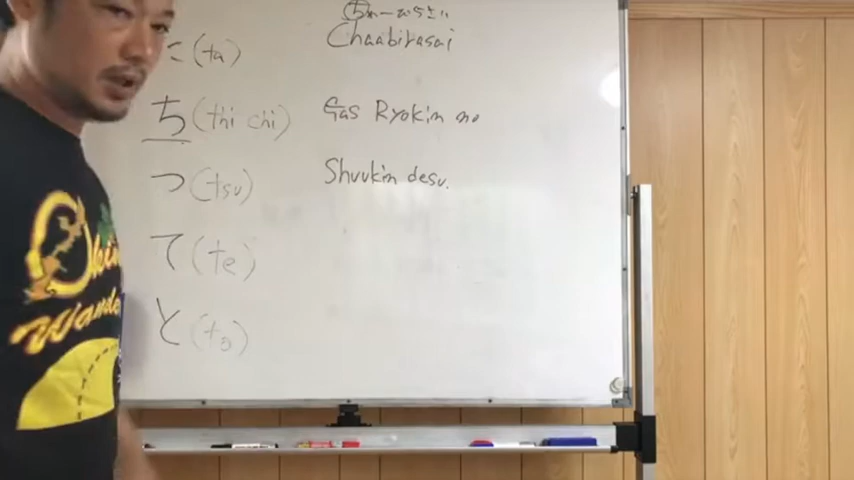 ちゃーびらさい
Chaabirasai
た (ta)
ち (thi chi)
Gas Ryokin no
つ (tsu)
Shuukin desu.
て (te)
と (to)